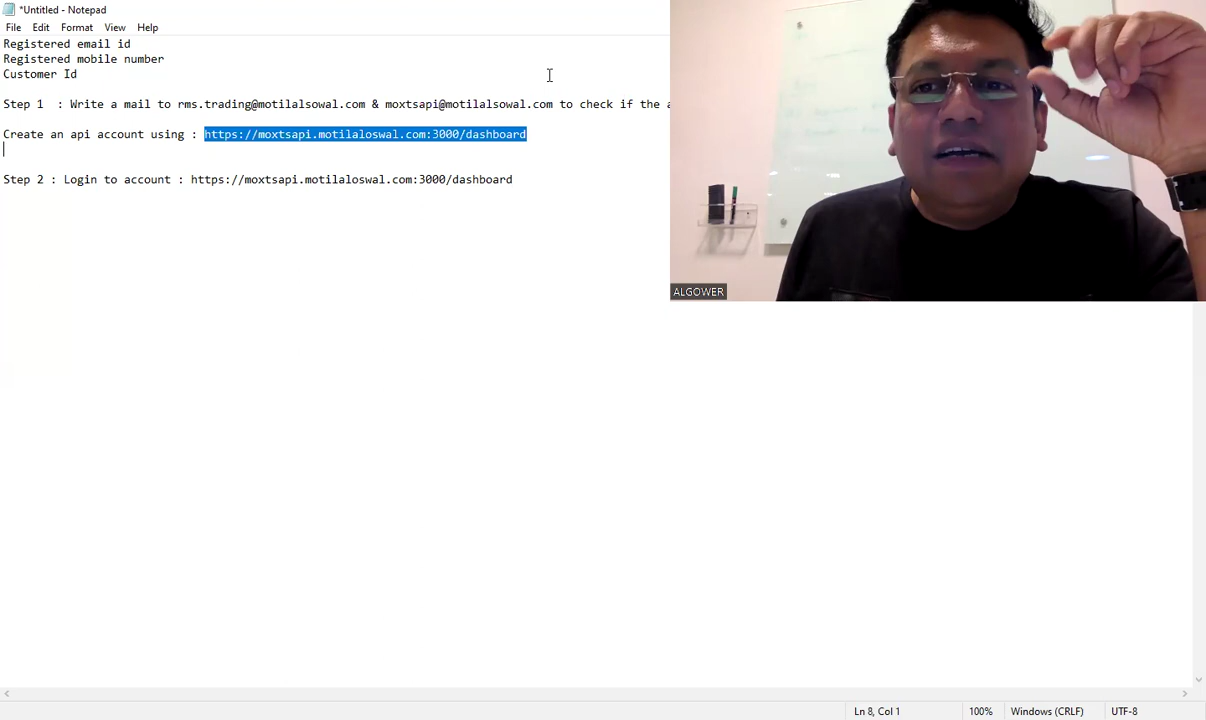 *Untitled - Notepad
File Edit Format View Help
Registered email id
Registered mobile number
Customer Id
Step 1  : Write a mail to rms.trading@motilalsowal.com & moxtsapi@motilalsowal.com to check if the a
Create an api account using : https://moxtsapi.motilaloswal.com:3000/dashboard
Step 2 : Login to account : https://moxtsapi.motilaloswal.com:3000/dashboard
ALGOWER
Ln 8, Col 1 100% Windows (CRLF) UTF-8